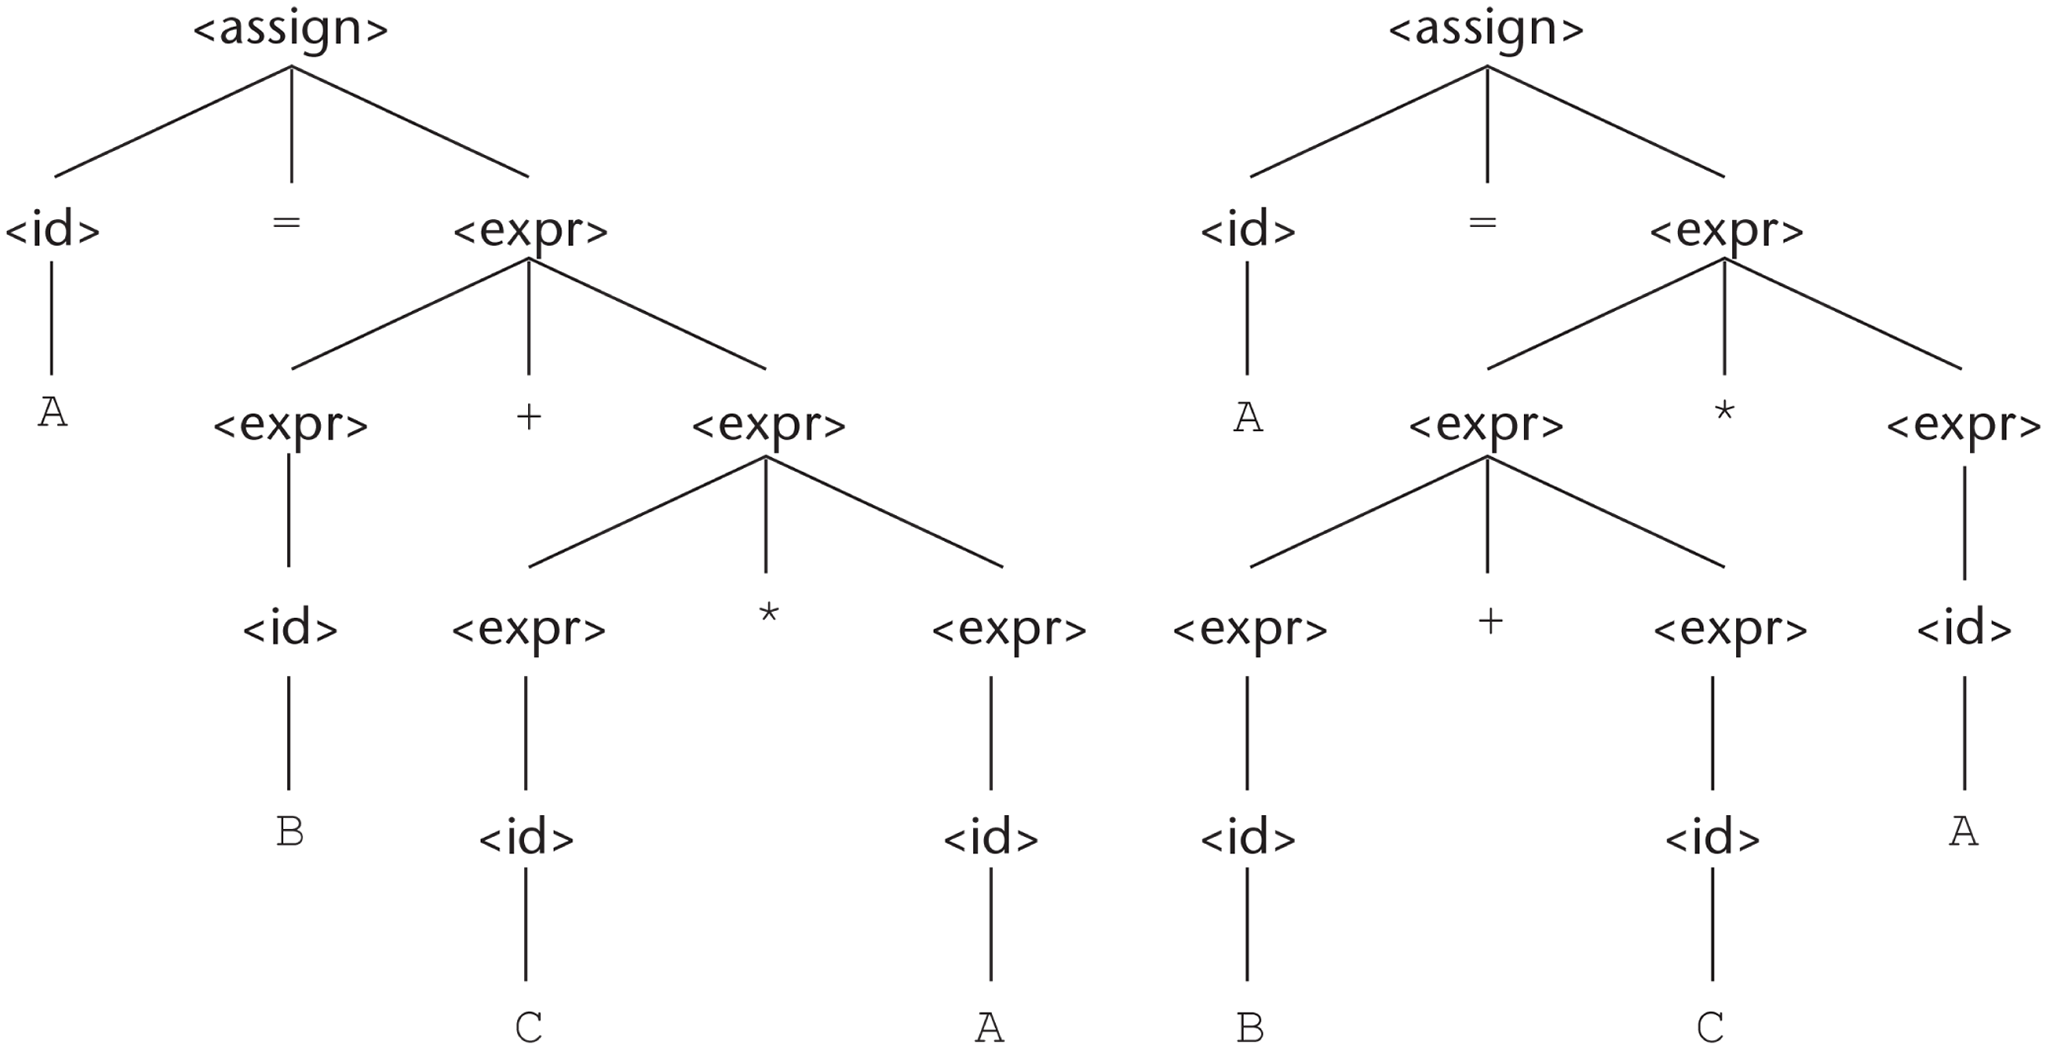 <assign> <assign>
<id> = <expr> <id> = <expr>
A <expr> + <expr> A <expr> * <expr>
<id> <expr> * <expr> <expr> + <expr> <id>
B <id> <id> <id> <id> A
C A B C